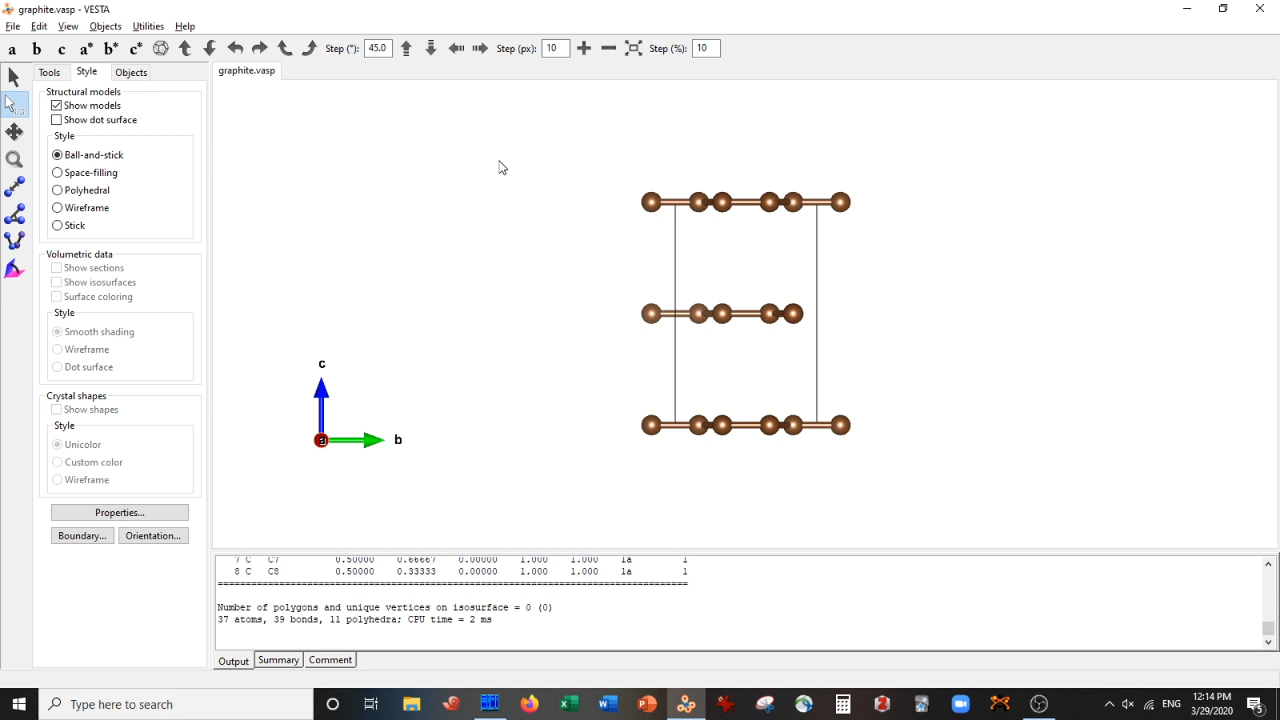 graphite.vasp - VESTA
File Edit View Objects Utilities Help
a b c a* b* c* Step (°): 45.0 Step (px): 10 Step (%): 10
Tools Style Objects
graphite.vasp
Structural models
Show models
Show dot surface
Style
Ball-and-stick
Space-filling
Polyhedral
Wireframe
Stick
Volumetric data
Show sections
Show isosurfaces
Surface coloring
Style
Smooth shading
Wireframe
Dot surface
Crystal shapes
Show shapes
Style
Unicolor
Custom color
Wireframe
Properties...
Boundary... Orientation...
c
a b
7 C C7 0.50000 0.66667 0.00000 1.000 1.000 1a 1
8 C C8 0.50000 0.33333 0.00000 1.000 1.000 1a 1
Number of polygons and unique vertices on isosurface = 0 (0)
37 atoms, 39 bonds, 11 polyhedra; CPU time = 2 ms
Output Summary Comment
Type here to search
ENG
12:14 PM
3/29/2020